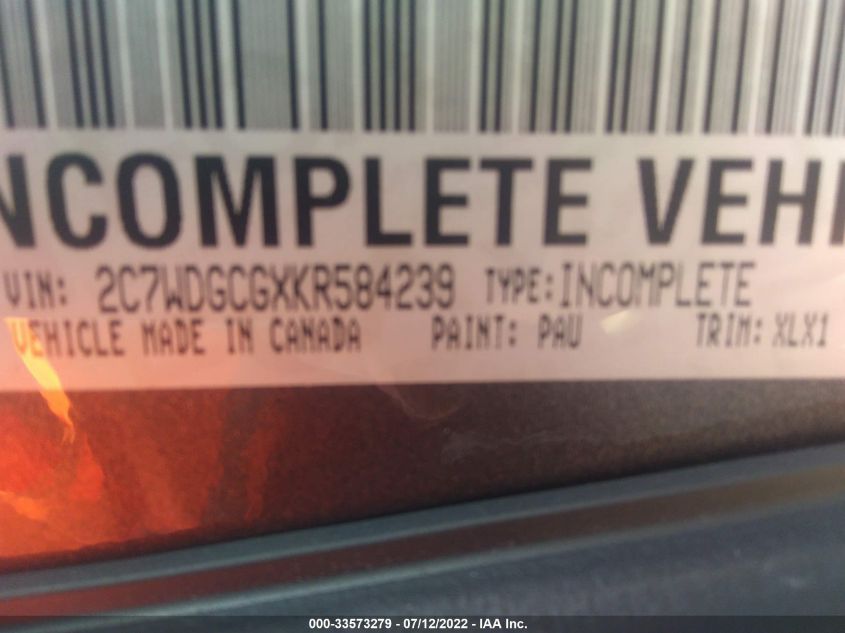 NCOMPLETE VEHI
VIN: 2C7WDGCGXKR584239 TYPE: INCOMPLETE
VEHICLE MADE IN CANADA PAINT: PAU TRIM: XLX1
000-33573279 - 07/12/2022 - IAA Inc.